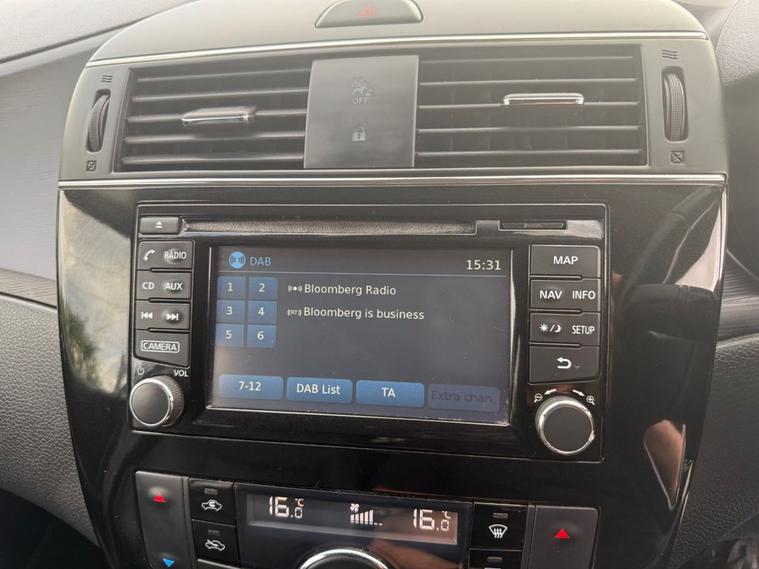 OFF
RADIO
CD AUX
CAMERA
VOL
DAB
15:31
1 2
3 4
5 6
Bloomberg Radio
Bloomberg is business
7-12
DAB List
TA
Extra chan.
MAP
NAV INFO
SETUP
16.0 °C
16.0 °C